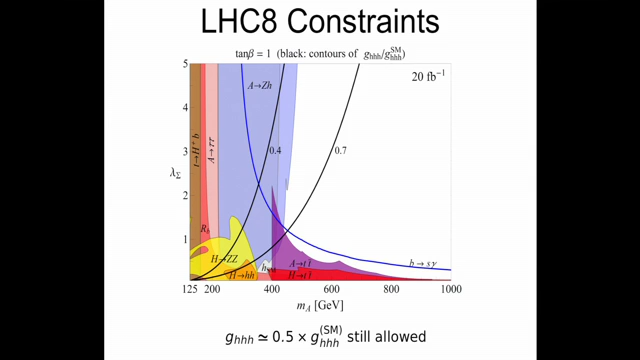 LHC8 Constraints
tanβ = 1 (black: contours of g_hhh/g_hhh^SM)
20 fb⁻¹
5
4
3
2
1
λ_Σ
t→H⁺ b
A→ττ
A→Zh
0.4
0.7
R_b
H→ZZ
H→hh
A→tt̄
H→tt̄
b→sγ
125 200 400 600 800 1000
m_A [GeV]
g_hhh ≃ 0.5 × g_hhh^(SM) still allowed